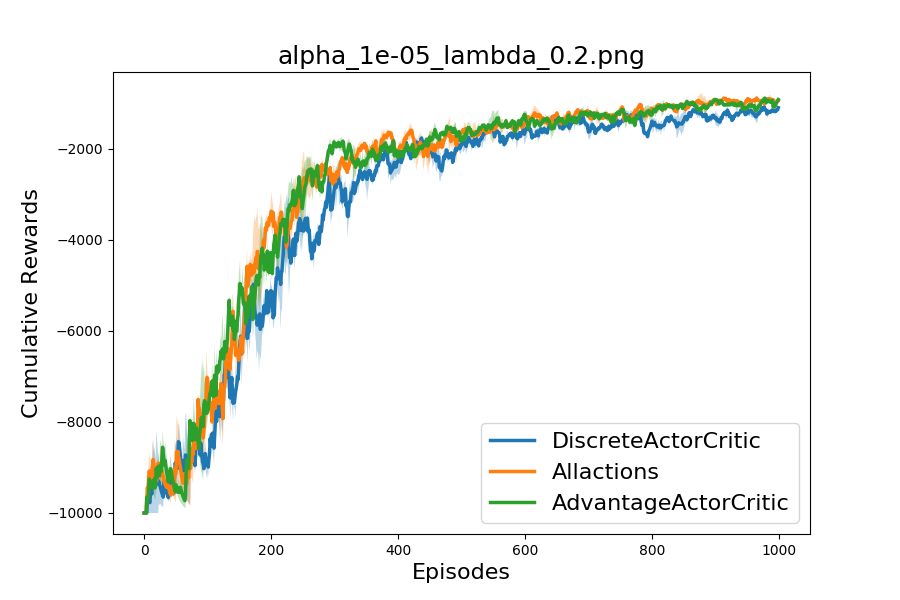 alpha_1e-05_lambda_0.2.png
Cumulative Rewards
−2000
−4000
−6000
−8000
−10000
DiscreteActorCritic
Allactions
AdvantageActorCritic
0 200 400 600 800 1000
Episodes